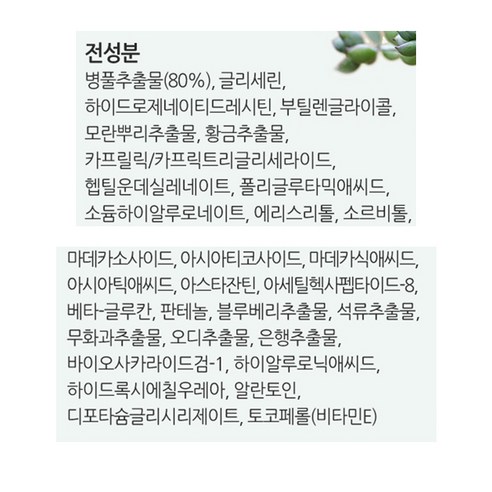 전성분
병풀추출물(80%), 글리세린,
하이드로제네이티드레시틴, 부틸렌글라이콜,
모란뿌리추출물, 황금추출물,
카프릴릭/카프릭트리글리세라이드,
헵틸운데실레네이트, 폴리글루타믹애씨드,
소듐하이알루로네이트, 에리스리톨, 소르비톨,
마데카소사이드, 아시아티코사이드, 마데카식애씨드,
아시아틱애씨드, 아스타잔틴, 아세틸헥사펩타이드-8,
베타-글루칸, 판테놀, 블루베리추출물, 석류추출물,
무화과추출물, 오디추출물, 은행추출물,
바이오사카라이드검-1, 하이알루로닉애씨드,
하이드록시에칠우레아, 알란토인,
디포타슘글리시리제이트, 토코페롤(비타민E)